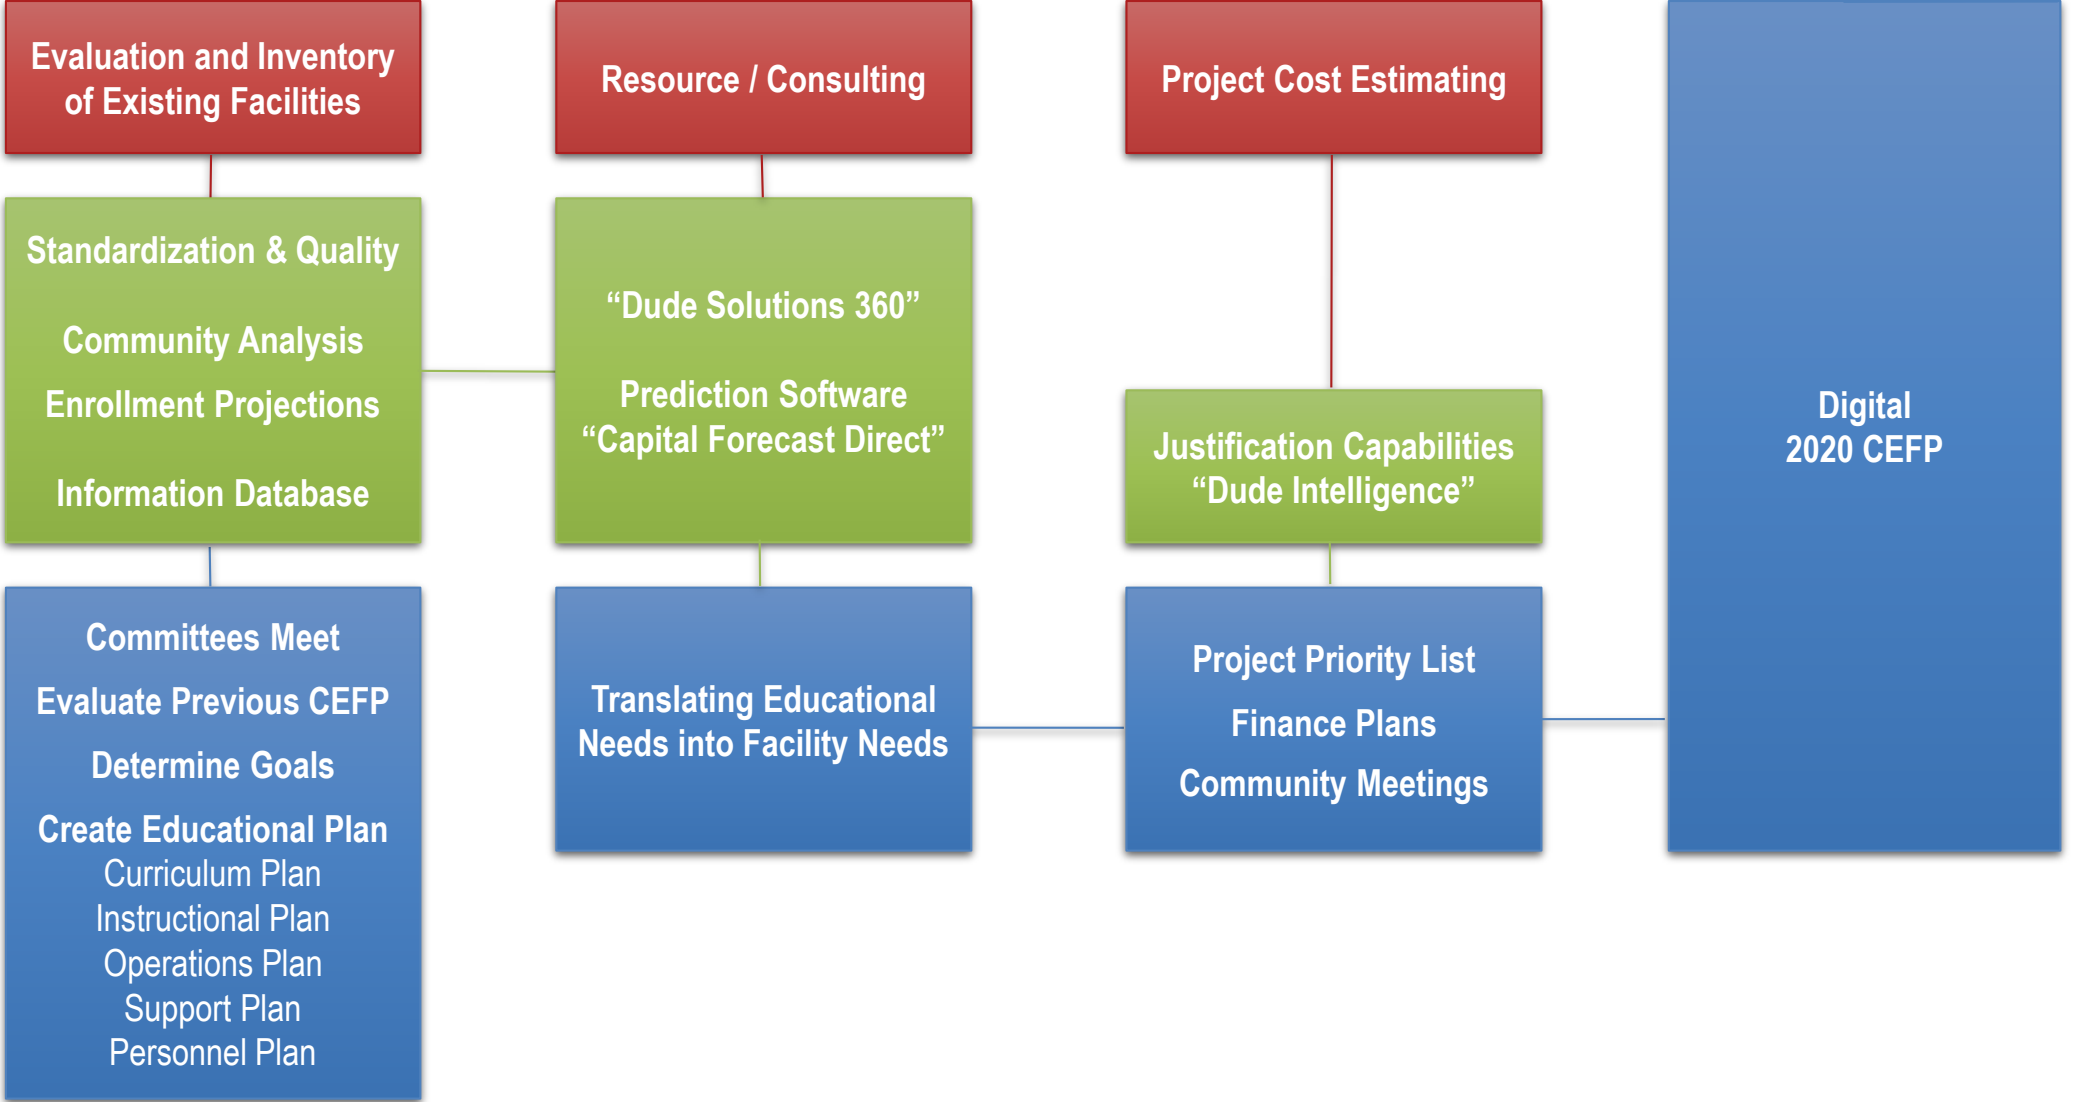 Evaluation and Inventory
of Existing Facilities
Standardization & Quality
Community Analysis
Enrollment Projections
Information Database
Committees Meet
Evaluate Previous CEFP
Determine Goals
Create Educational Plan
Curriculum Plan
Instructional Plan
Operations Plan
Support Plan
Personnel Plan
Resource / Consulting
“Dude Solutions 360”
Prediction Software
“Capital Forecast Direct”
Translating Educational
Needs into Facility Needs
Project Cost Estimating
Justification Capabilities
“Dude Intelligence”
Project Priority List
Finance Plans
Community Meetings
Digital
2020 CEFP